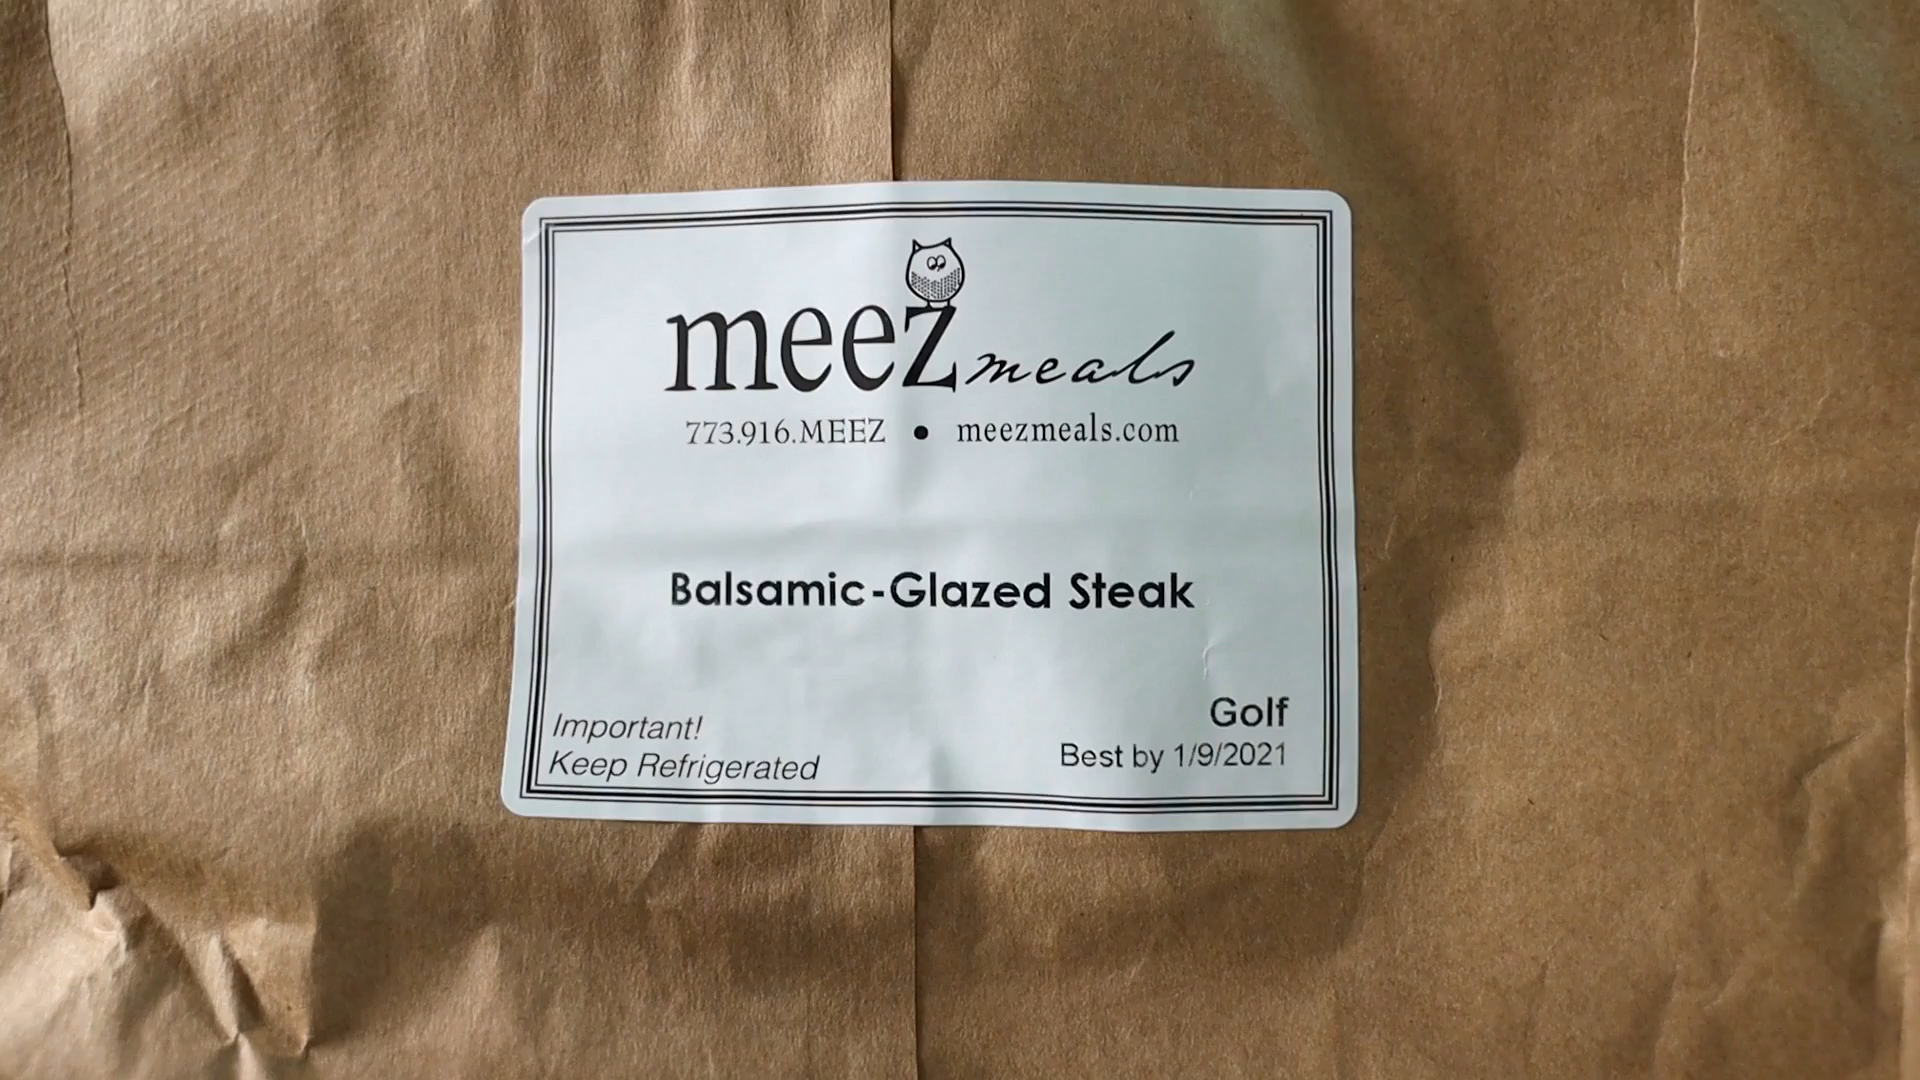 meez meals
773.916.MEEZ • meezmeals.com
Balsamic-Glazed Steak
Important!
Keep Refrigerated
Golf
Best by 1/9/2021